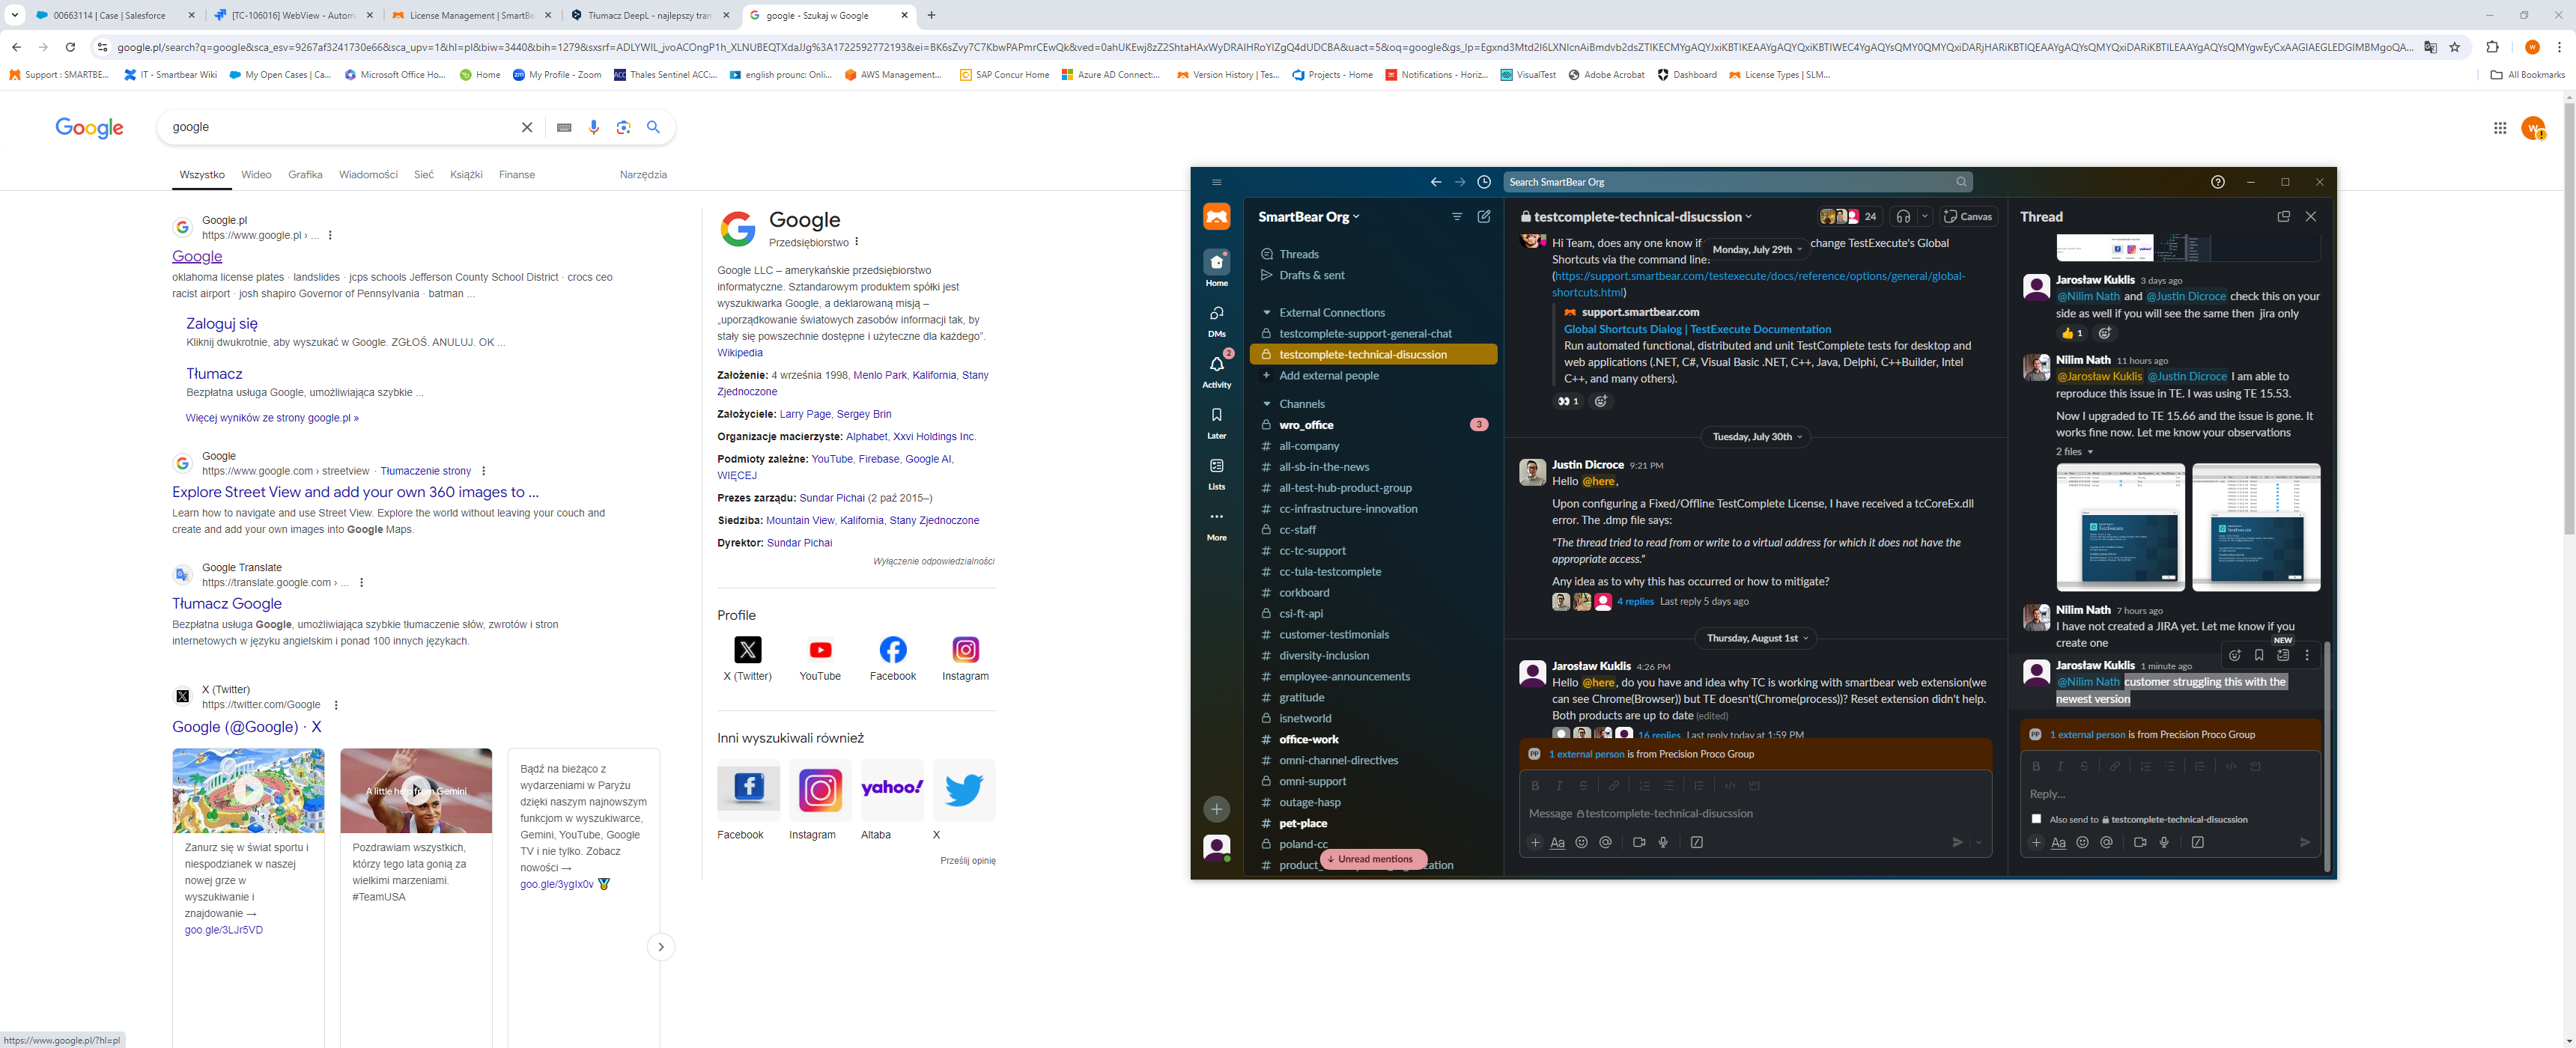 00663114 | Case | Salesforce
[TC-106016] WebView - Autom
License Management | SmartBe
Tłumacz DeepL - najlepszy tran
google - Szukaj w Google
Support : SMARTBE...
IT - Smartbear Wiki
My Open Cases | Ca...
Microsoft Office Ho...
Home
My Profile - Zoom
Thales Sentinel ACC:...
english prounc: Onli...
AWS Management...
SAP Concur Home
Azure AD Connect:...
Version History | Tes...
Projects - Home
Notifications - Horiz...
VisualTest
Adobe Acrobat
Dashboard
License Types | SLM...
All Bookmarks
Google
google
Wszystko Wideo Grafika Wiadomości Sieć Książki Finanse Narzędzia
Google.pl
https://www.google.pl › ...
Google
oklahoma license plates · landslides · jcps schools Jefferson County School District · crocs ceo
racist airport · josh shapiro Governor of Pennsylvania · batman ...
Zaloguj się
Kliknij dwukrotnie, aby wyszukać w Google. ZGŁOŚ. ANULUJ. OK ...
Tłumacz
Bezpłatna usługa Google, umożliwiająca szybkie ...
Więcej wyników ze strony google.pl »
Google
https://www.google.com › streetview · Tłumaczenie strony
Explore Street View and add your own 360 images to ...
Learn how to navigate and use Street View. Explore the world without leaving your couch and
create and add your own images into Google Maps.
Google Translate
https://translate.google.com › ...
Tłumacz Google
Bezpłatna usługa Google, umożliwiająca szybkie tłumaczenie słów, zwrotów i stron
internetowych w języku angielskim i ponad 100 innych językach.
X (Twitter)
https://twitter.com/Google
Google (@Google) · X
Zanurz się w świat sportu i
niespodzianek w naszej
nowej grze w
wyszukiwanie i
znajdowanie →
goo.gle/3LJr5VD
A little help from Gemini
Pozdrawiam wszystkich,
którzy tego lata gonią za
wielkimi marzeniami.
#TeamUSA
Bądź na bieżąco z
wydarzeniami w Paryżu
dzięki naszym najnowszym
funkcjom w wyszukiwarce,
Gemini, YouTube, Google
TV i nie tylko. Zobacz
nowości →
goo.gle/3ygIx0v
Google
Przedsiębiorstwo
Google LLC – amerykańskie przedsiębiorstwo
informatyczne. Sztandarowym produktem spółki jest
wyszukiwarka Google, a deklarowaną misją –
„uporządkowanie światowych zasobów informacji tak, by
stały się powszechnie dostępne i użyteczne dla każdego”.
Wikipedia
Założenie: 4 września 1998, Menlo Park, Kalifornia, Stany
Zjednoczone
Założyciele: Larry Page, Sergey Brin
Organizacje macierzyste: Alphabet, Xxvi Holdings Inc.
Podmioty zależne: YouTube, Firebase, Google AI,
WIĘCEJ
Prezes zarządu: Sundar Pichai (2 paź 2015–)
Siedziba: Mountain View, Kalifornia, Stany Zjednoczone
Dyrektor: Sundar Pichai
Wyłączenie odpowiedzialności
Profile
X (Twitter) YouTube Facebook Instagram
Inni wyszukiwali również
yahoo!
Facebook Instagram Altaba X
Prześlij opinię
https://www.google.pl/?hl=pl
Search SmartBear Org
Home
DMs
2
Activity
Later
Lists
More
SmartBear Org
Threads
Drafts & sent
External Connections
testcomplete-support-general-chat
testcomplete-technical-disucssion
Add external people
Channels
wro_office 3
all-company
all-sb-in-the-news
all-test-hub-product-group
cc-infrastructure-innovation
cc-staff
cc-tc-support
cc-tula-testcomplete
corkboard
csi-ft-api
customer-testimonials
diversity-inclusion
employee-announcements
gratitude
isnetworld
office-work
omni-channel-directives
omni-support
outage-hasp
pet-place
poland-cc
Unread mentions
testcomplete-technical-disucssion
24
Canvas
Monday, July 29th
Hi Team, does any one know if change TestExecute's Global
Shortcuts via the command line?
(https://support.smartbear.com/testexecute/docs/reference/options/general/global-
shortcuts.html)
support.smartbear.com
Global Shortcuts Dialog | TestExecute Documentation
Run automated functional, distributed and unit TestComplete tests for desktop and
web applications (.NET, C#, Visual Basic .NET, C++, Java, Delphi, C++Builder, Intel
C++, and many others).
1
Tuesday, July 30th
Justin Dicroce 9:21 PM
Hello @here,
Upon configuring a Fixed/Offline TestComplete License, I have received a tcCoreEx.dll
error. The .dmp file says:
"The thread tried to read from or write to a virtual address for which it does not have the
appropriate access."
Any idea as to why this has occurred or how to mitigate?
4 replies Last reply 5 days ago
Thursday, August 1st
Jarosław Kuklis 4:26 PM
Hello @here, do you have and idea why TC is working with smartbear web extension(we
can see Chrome(Browser)) but TE doesn't(Chrome(process))? Reset extension didn't help.
Both products are up to date (edited)
16 replies Last reply today at 1:59 PM
1 external person is from Precision Proco Group
Message testcomplete-technical-disucssion
Thread
Jarosław Kuklis 3 days ago
@Nilim Nath and @Justin Dicroce check this on your
side as well if you will see the same then jira only
1
Nilim Nath 11 hours ago
@Jarosław Kuklis @Justin Dicroce I am able to
reproduce this issue in TE. I was using TE 15.53.
Now I upgraded to TE 15.66 and the issue is gone. It
works fine now. Let me know your observations
2 files
Nilim Nath 7 hours ago
I have not created a JIRA yet. Let me know if you
create one
NEW
Jarosław Kuklis 1 minute ago
@Nilim Nath customer struggling this with the
newest version
1 external person is from Precision Proco Group
Reply...
Also send to testcomplete-technical-disucssion